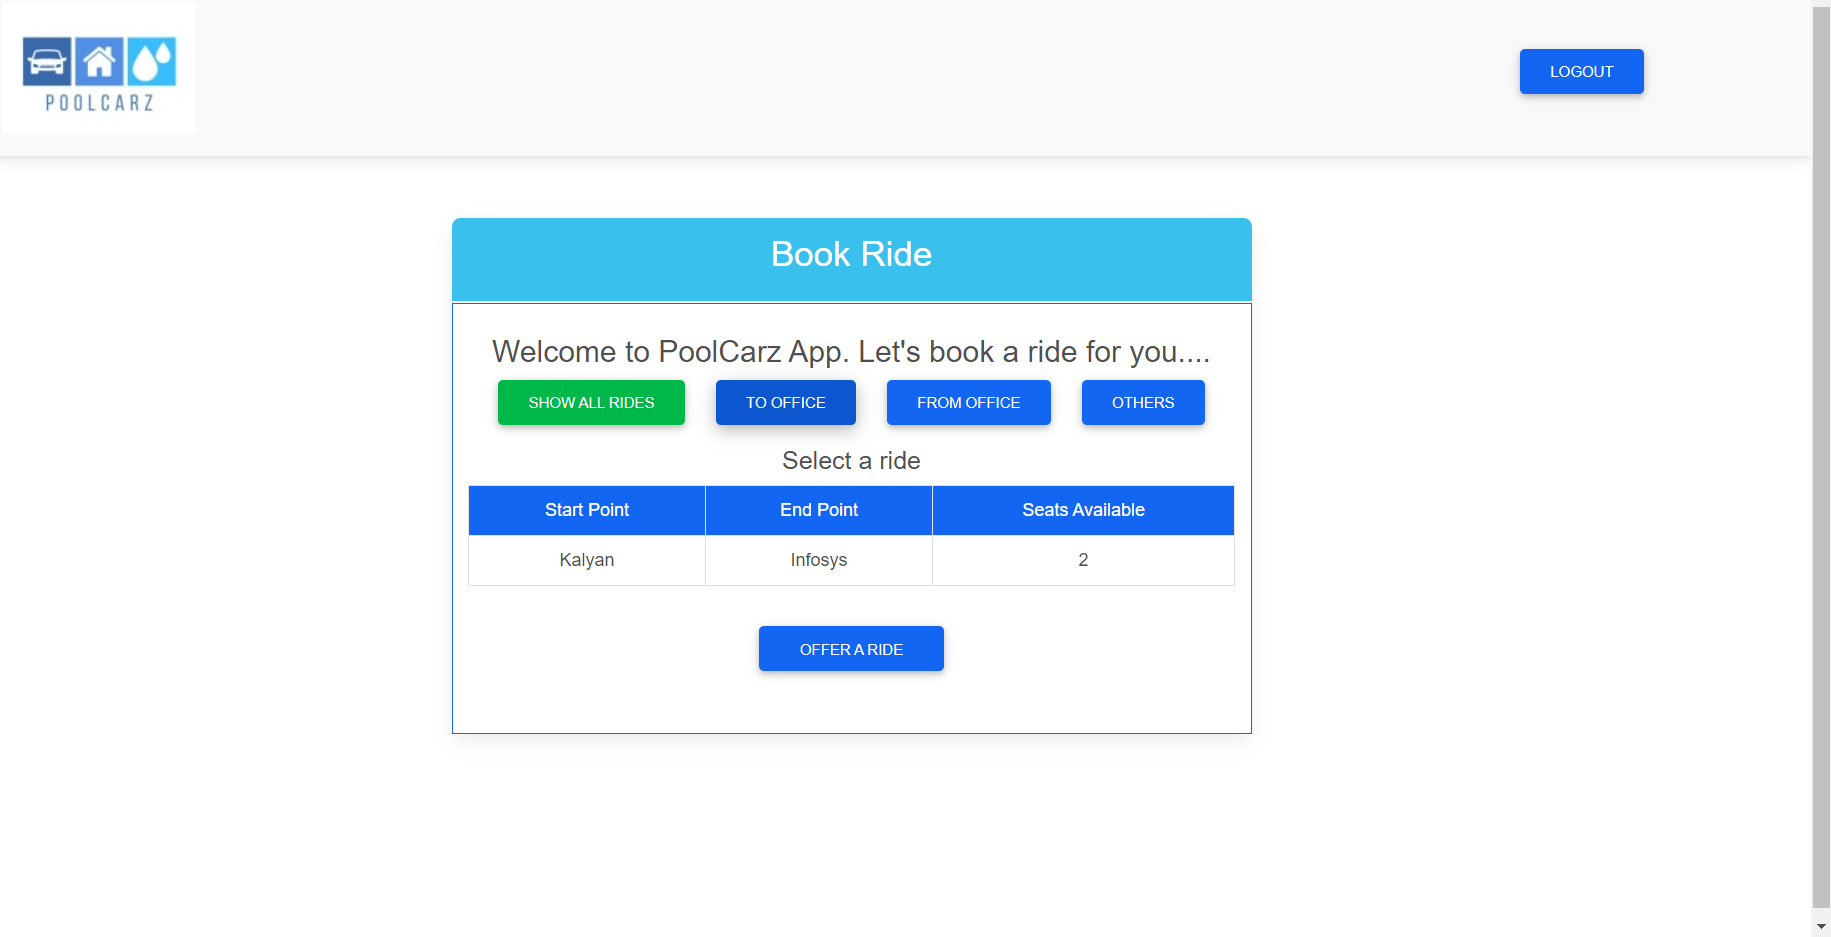 POOLCARZ
LOGOUT
Book Ride
Welcome to PoolCarz App. Let's book a ride for you....
SHOW ALL RIDES TO OFFICE FROM OFFICE OTHERS
Select a ride
Start Point End Point Seats Available
Kalyan Infosys 2
OFFER A RIDE